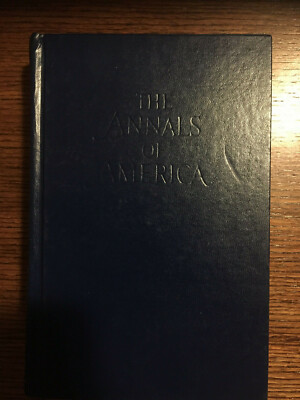 THE
ANNALS
OF
AMERICA